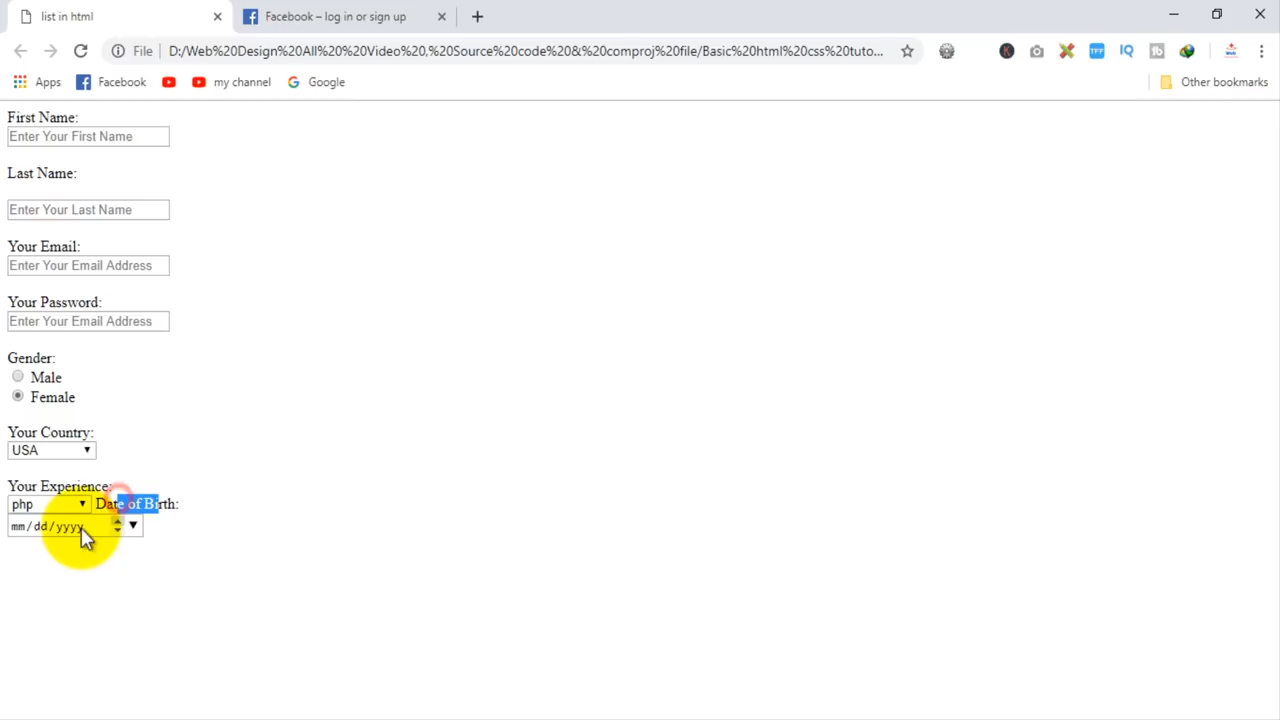 list in html
Facebook – log in or sign up
File D:/Web%20Design%20All%20%20Video%20,%20Source%20code%20&%20comproj%20file/Basic%20html%20css%20tuto...
Apps Facebook my channel Google Other bookmarks
First Name:
Enter Your First Name
Last Name:
Enter Your Last Name
Your Email:
Enter Your Email Address
Your Password:
Enter Your Email Address
Gender:
Male
Female
Your Country:
USA
Your Experience:
php Date of Birth:
mm/dd/yyyy